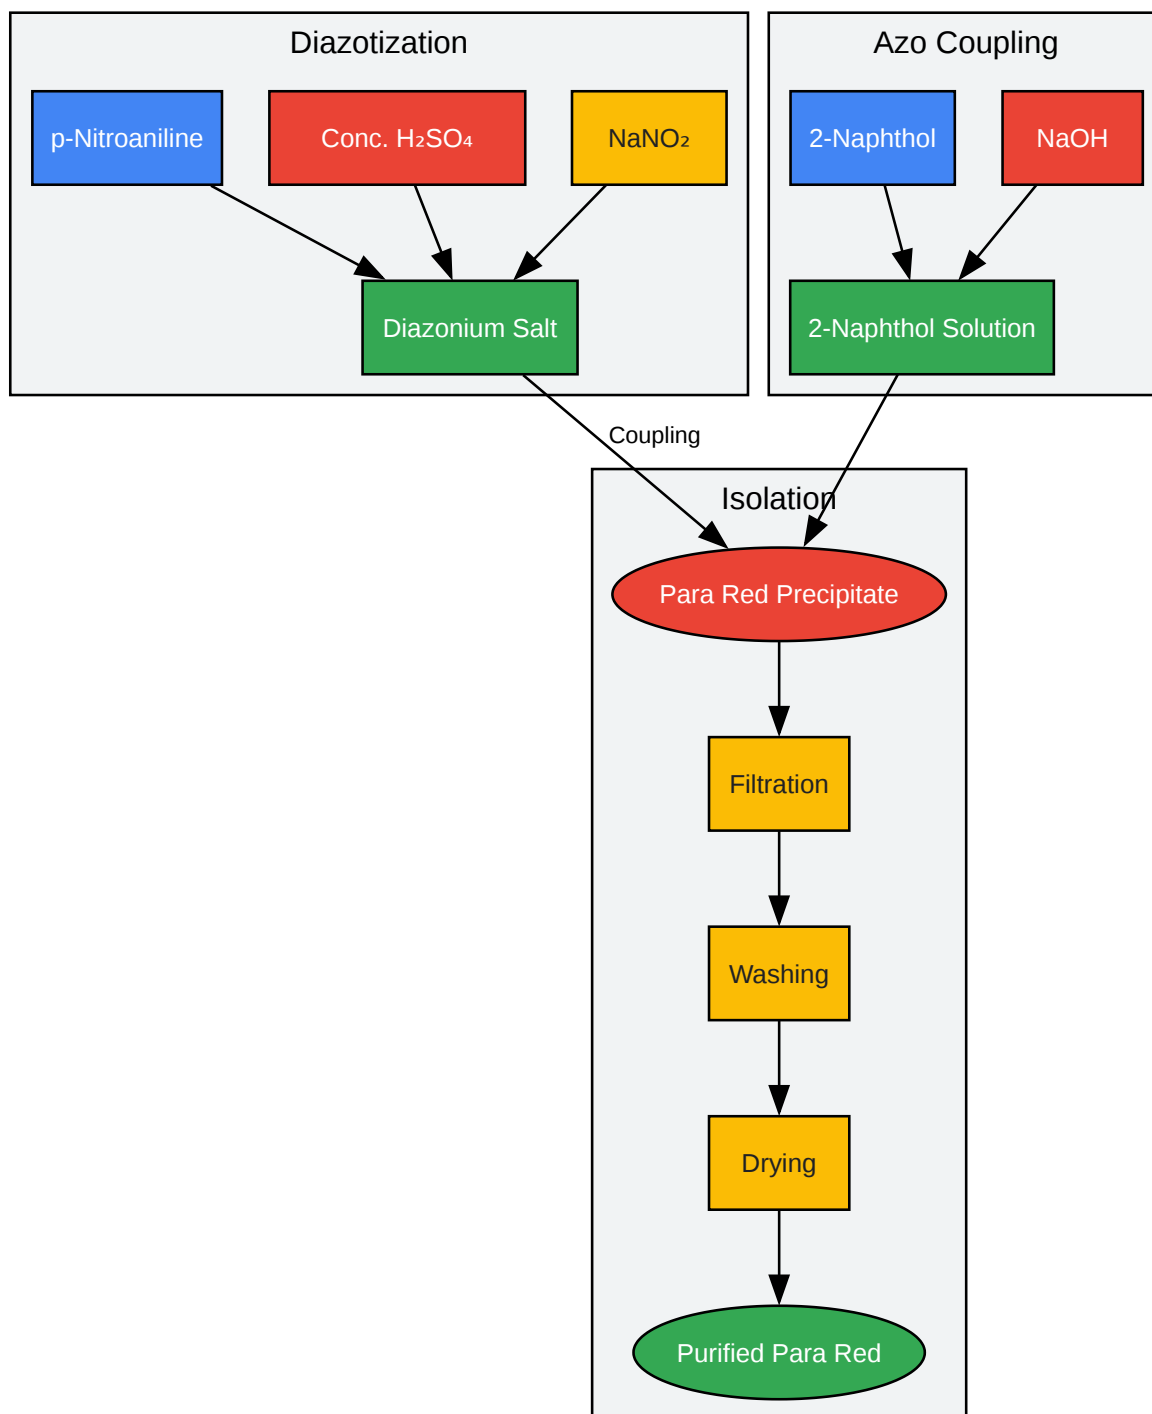 Diazotization
Azo Coupling
p-Nitroaniline
Conc. H₂SO₄
NaNO₂
2-Naphthol
NaOH
Diazonium Salt
2-Naphthol Solution
Coupling
Isolation
Para Red Precipitate
Filtration
Washing
Drying
Purified Para Red